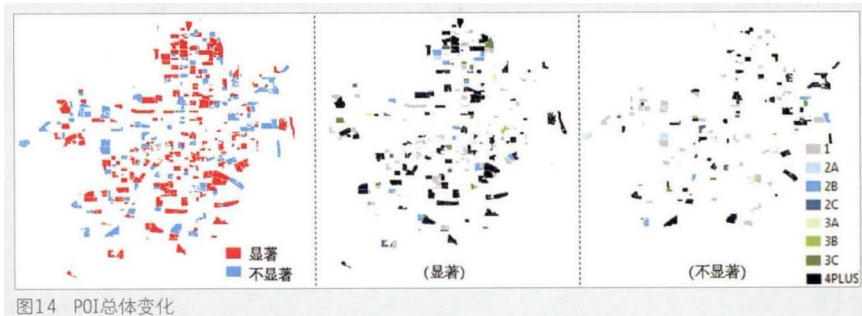 显著
不显著
(显著)
(不显著)
1
2A
2B
2C
3A
3B
3C
4PLUS
图14 POI总体变化